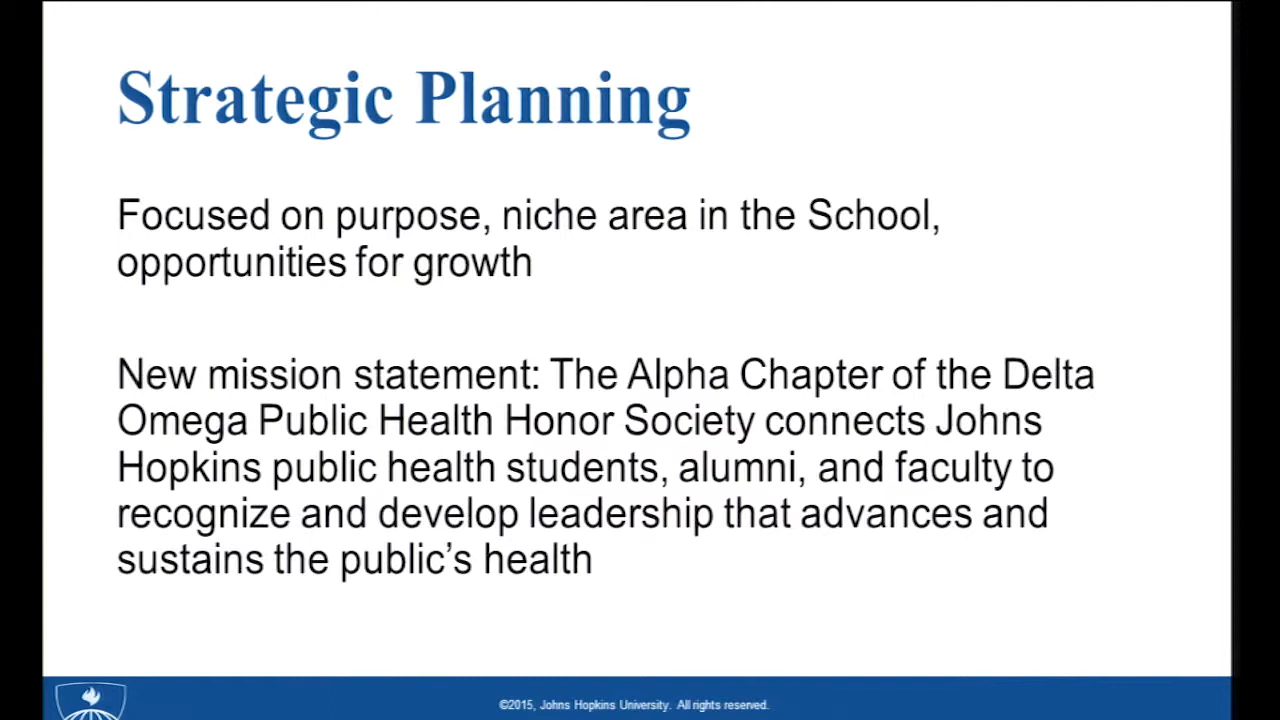 Strategic Planning
Focused on purpose, niche area in the School,
opportunities for growth
New mission statement: The Alpha Chapter of the Delta
Omega Public Health Honor Society connects Johns
Hopkins public health students, alumni, and faculty to
recognize and develop leadership that advances and
sustains the public’s health
©2015, Johns Hopkins University. All rights reserved.